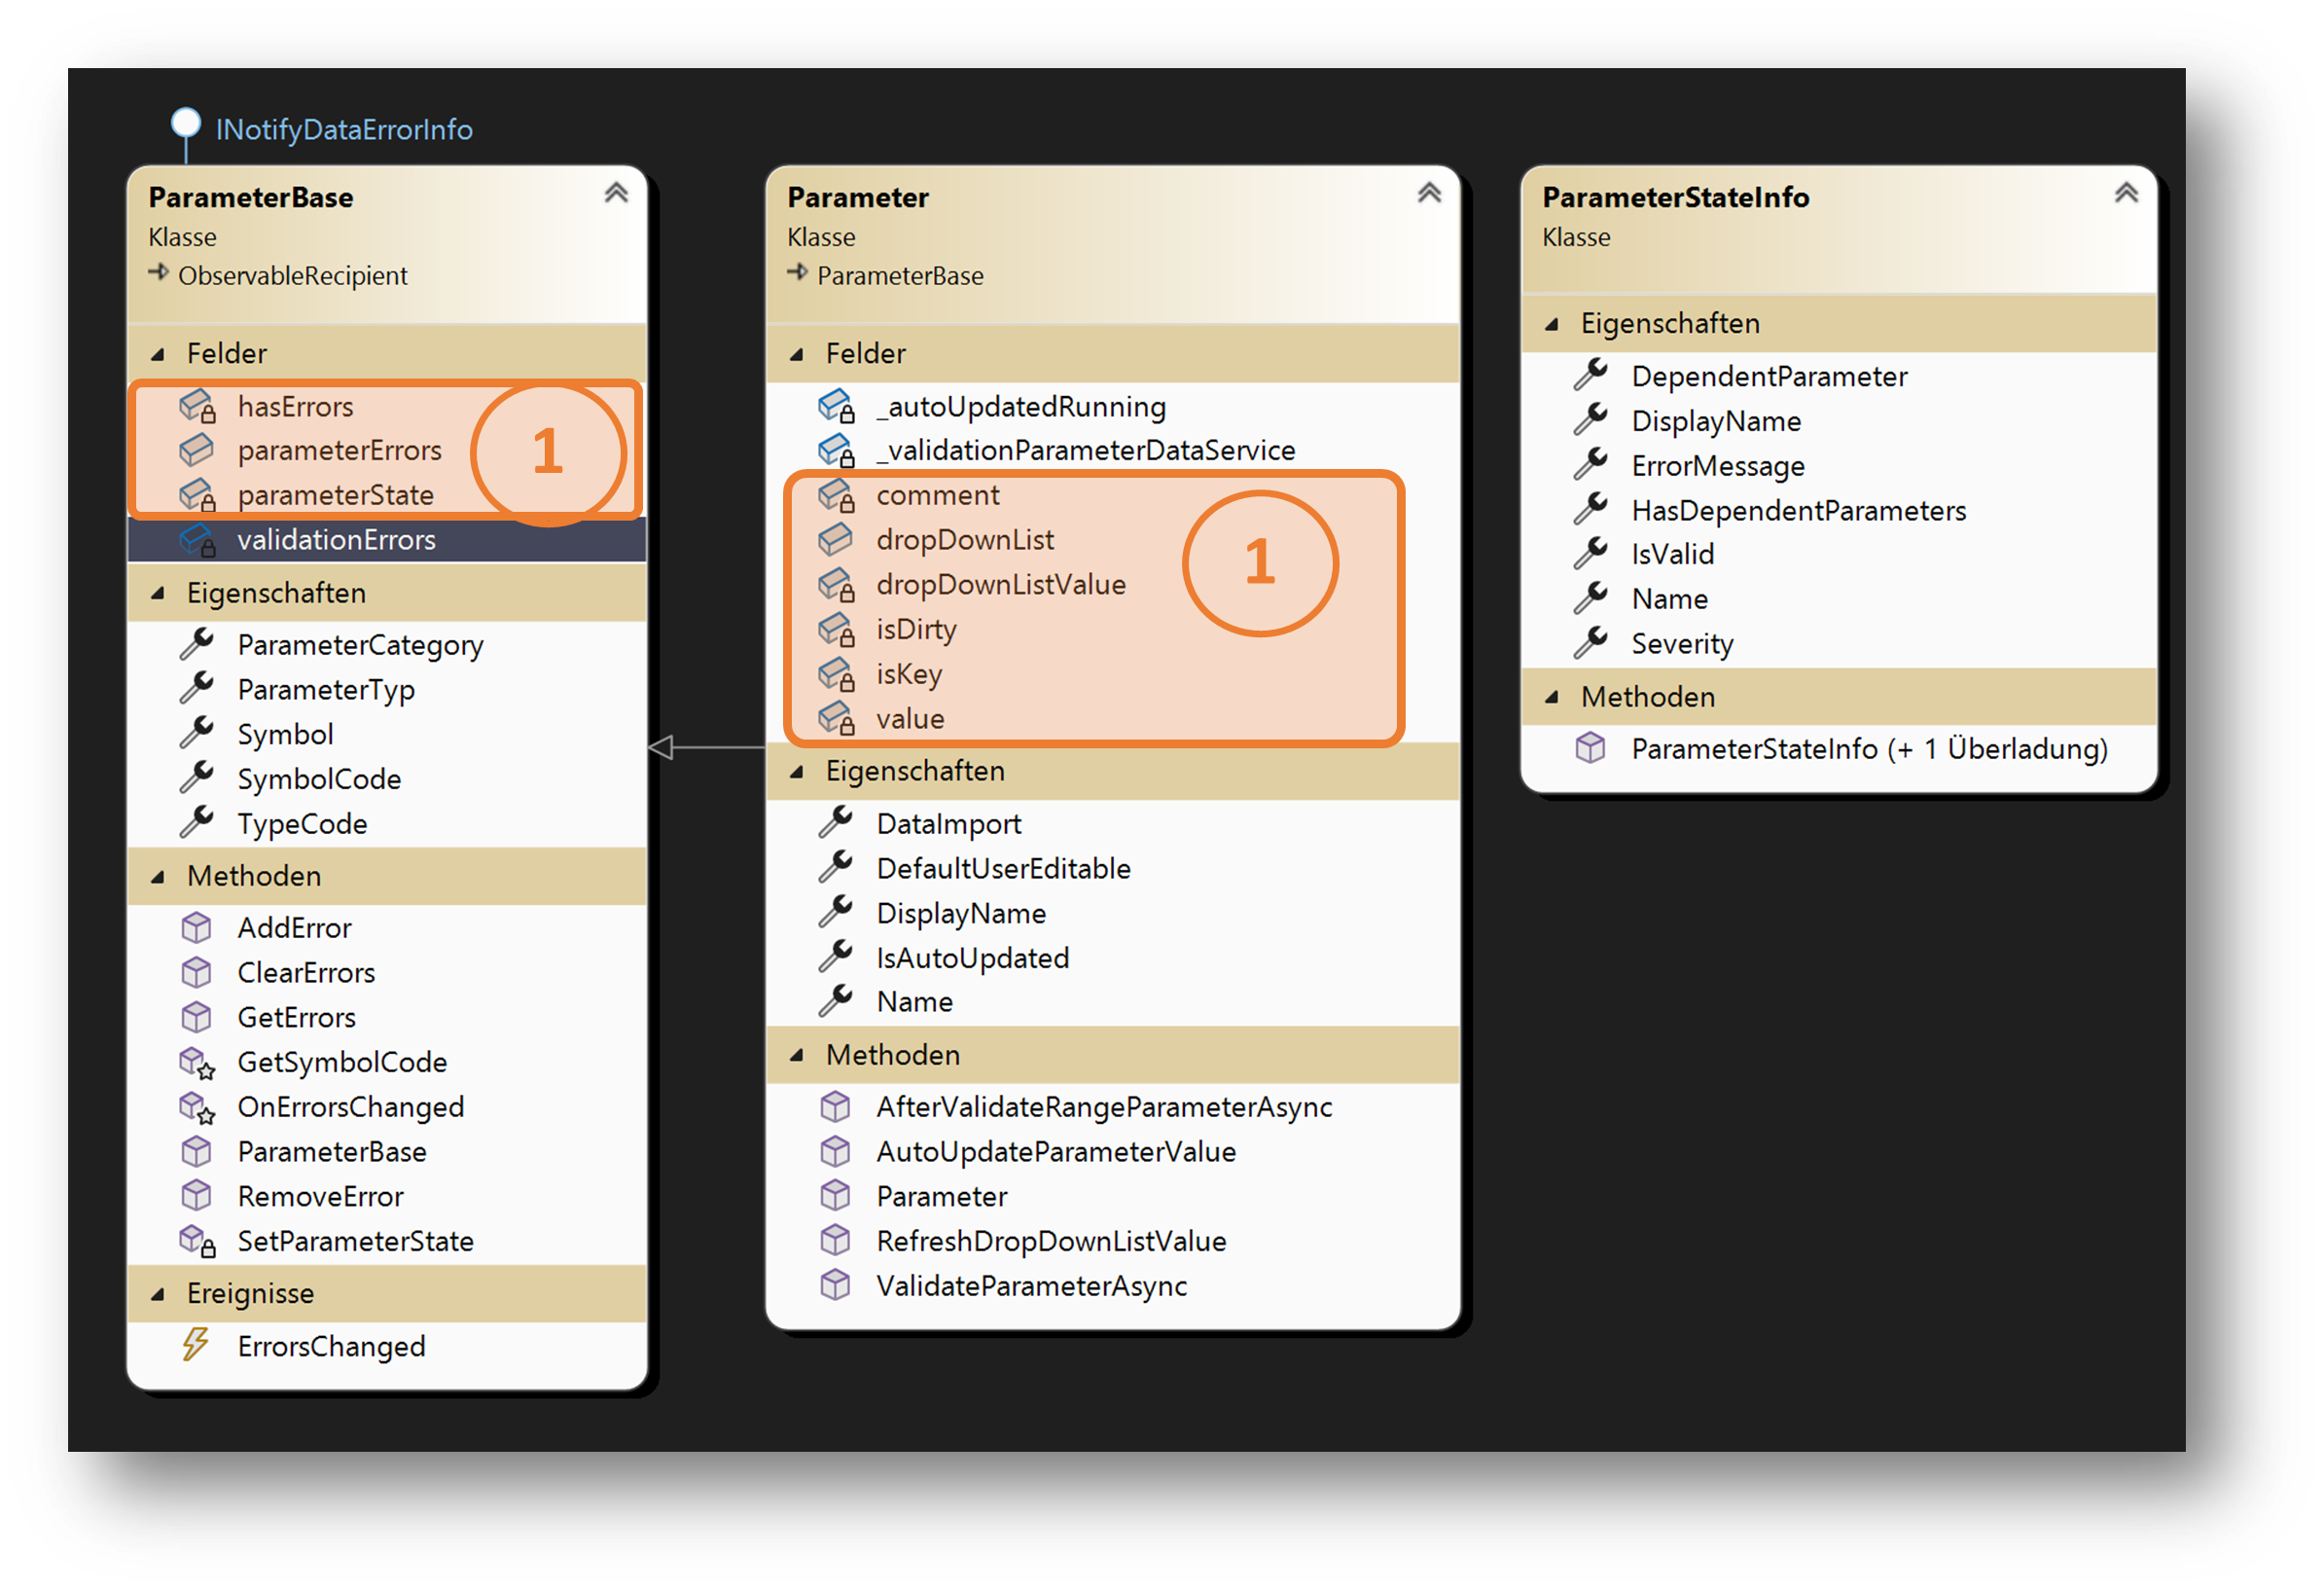 INotifyDataErrorInfo
ParameterBase
Klasse
ObservableRecipient
Felder
hasErrors
parameterErrors
parameterState
1
validationErrors
Eigenschaften
ParameterCategory
ParameterTyp
Symbol
SymbolCode
TypeCode
Methoden
AddError
ClearErrors
GetErrors
GetSymbolCode
OnErrorsChanged
ParameterBase
RemoveError
SetParameterState
Ereignisse
ErrorsChanged
Parameter
Klasse
ParameterBase
Felder
_autoUpdatedRunning
_validationParameterDataService
comment
dropDownList
dropDownListValue
isDirty
isKey
value
1
Eigenschaften
DataImport
DefaultUserEditable
DisplayName
IsAutoUpdated
Name
Methoden
AfterValidateRangeParameterAsync
AutoUpdateParameterValue
Parameter
RefreshDropDownListValue
ValidateParameterAsync
ParameterStateInfo
Klasse
Eigenschaften
DependentParameter
DisplayName
ErrorMessage
HasDependentParameters
IsValid
Name
Severity
Methoden
ParameterStateInfo (+ 1 Überladung)